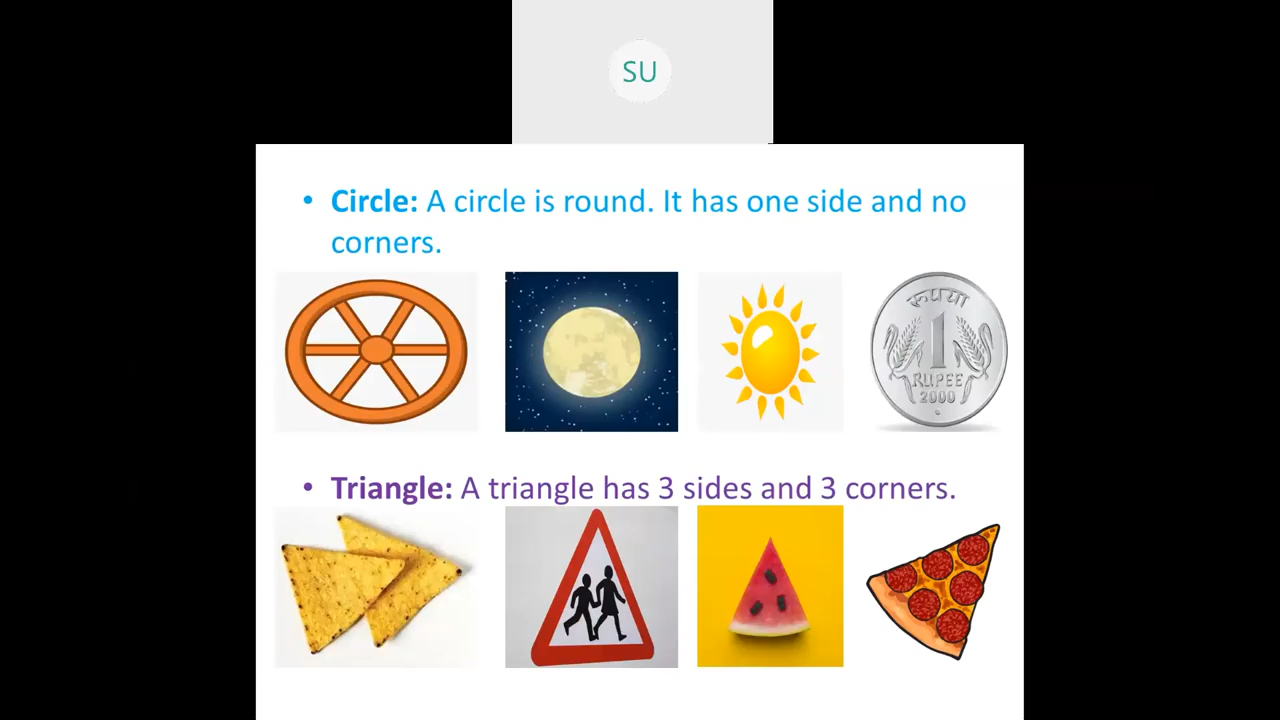 SU
• Circle: A circle is round. It has one side and no
corners.
रूपया
1
RUPEE
2000
• Triangle: A triangle has 3 sides and 3 corners.